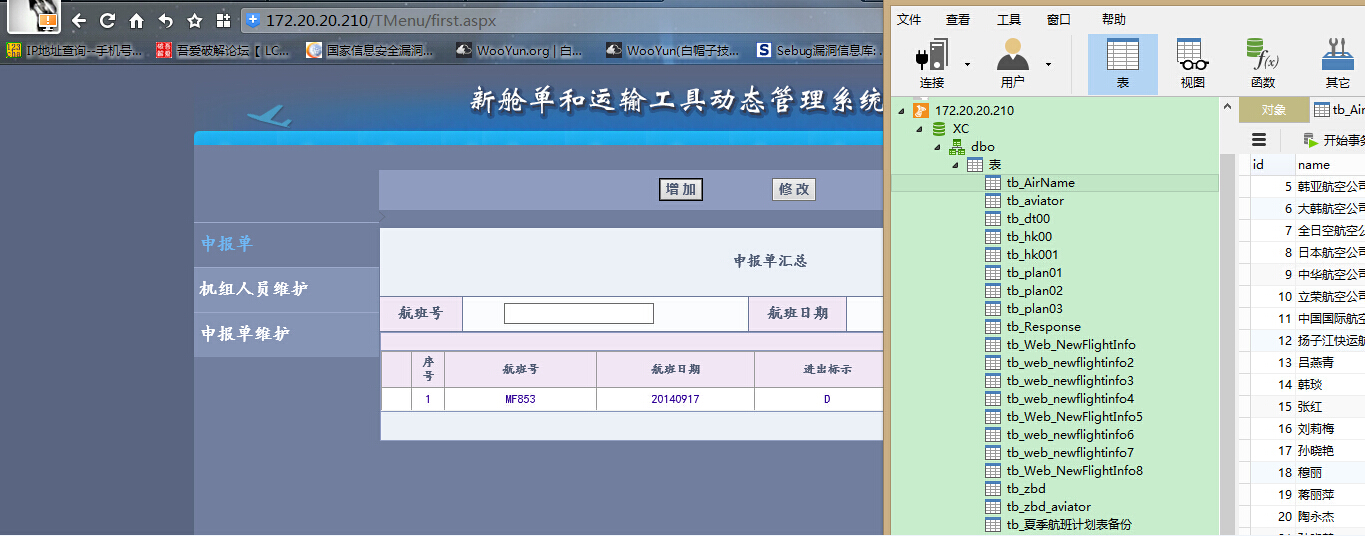 172.20.20.210/TMenu/first.aspx
IP地址查询--手机号...
吾爱破解论坛【 LC...
国家信息安全漏洞...
WooYun.org | 白...
WooYun(白帽子技...
Sebug漏洞信息库:
新舱单和运输工具动态管理系统
增加
修改
申报单
机组人员维护
申报单维护
申报单汇总
航班号
航班日期
序号
航班号
航班日期
进出标示
1
MF853
20140917
D
文件
查看
工具
窗口
帮助
连接
用户
表
视图
f(x)
函数
其它
172.20.20.210
XC
dbo
表
tb_AirName
tb_aviator
tb_dt00
tb_hk00
tb_hk001
tb_plan01
tb_plan02
tb_plan03
tb_Response
tb_Web_NewFlightInfo
tb_web_newflightinfo2
tb_web_newflightinfo3
tb_web_newflightinfo4
tb_Web_NewFlightInfo5
tb_web_newflightinfo6
tb_web_newflightinfo7
tb_Web_NewFlightInfo8
tb_zbd
tb_zbd_aviator
tb_夏季航班计划表备份
对象
tb_Air
开始事务
id name
5 韩亚航空公司
6 大韩航空公司
7 全日空航空公
8 日本航空公司
9 中华航空公司
10 立荣航空公司
11 中国国际航空
12 扬子江快运航
13 吕燕青
14 韩琰
15 张红
16 刘莉梅
17 孙晓艳
18 穆丽
19 蒋丽萍
20 陶永杰